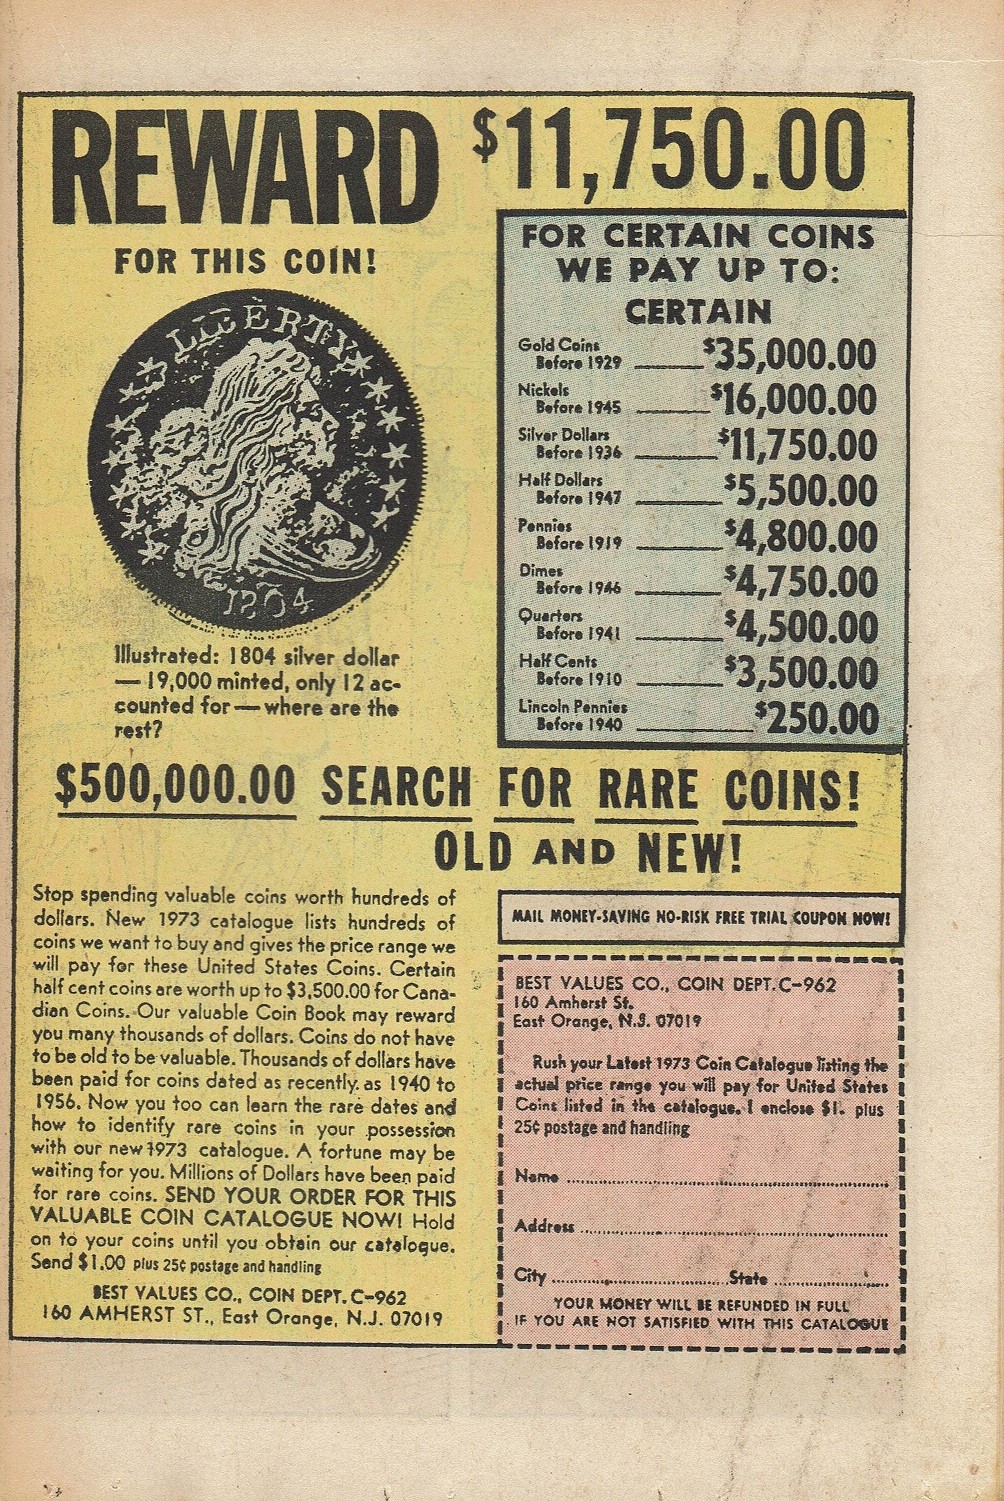 REWARD $11,750.00
FOR THIS COIN!
LIBERTY
1804
Illustrated: 1804 silver dollar
— 19,000 minted, only 12 ac-
counted for — where are the
rest?
FOR CERTAIN COINS
WE PAY UP TO:
CERTAIN
Gold Coins
Before 1929 $35,000.00
Nickels
Before 1945 $16,000.00
Silver Dollars
Before 1936 $11,750.00
Half Dollars
Before 1947 $5,500.00
Pennies
Before 1919 $4,800.00
Dimes
Before 1946 $4,750.00
Quarters
Before 1941 $4,500.00
Half Cents
Before 1910 $3,500.00
Lincoln Pennies
Before 1940 $250.00
$500,000.00 SEARCH FOR RARE COINS!
OLD AND NEW!
Stop spending valuable coins worth hundreds of
dollars. New 1973 catalogue lists hundreds of
coins we want to buy and gives the price range we
will pay for these United States Coins. Certain
half cent coins are worth up to $3,500.00 for Cana-
dian Coins. Our valuable Coin Book may reward
you many thousands of dollars. Coins do not have
to be old to be valuable. Thousands of dollars have
been paid for coins dated as recently as 1940 to
1956. Now you too can learn the rare dates and
how to identify rare coins in your possession
with our new 1973 catalogue. A fortune may be
waiting for you. Millions of Dollars have been paid
for rare coins. SEND YOUR ORDER FOR THIS
VALUABLE COIN CATALOGUE NOW! Hold
on to your coins until you obtain our catalogue.
Send $1.00 plus 25¢ postage and handling
BEST VALUES CO., COIN DEPT. C-962
160 AMHERST ST., East Orange, N.J. 07019
MAIL MONEY-SAVING NO-RISK FREE TRIAL COUPON NOW!
BEST VALUES CO., COIN DEPT. C-962
160 Amherst St.
East Orange, N.J. 07019
Rush your Latest 1973 Coin Catalogue listing the
actual price range you will pay for United States
Coins listed in the catalogue. I enclose $1. plus
25¢ postage and handling
Name
Address
City State
YOUR MONEY WILL BE REFUNDED IN FULL
IF YOU ARE NOT SATISFIED WITH THIS CATALOGUE